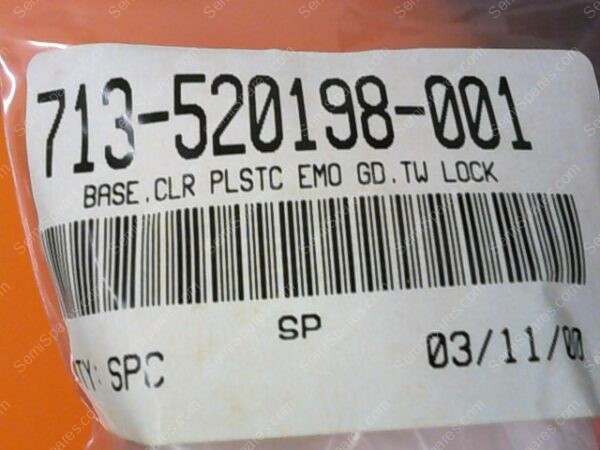 713-520198-001
BASE.CLR PLSTC EMO GD.TW LOCK
SP
TY: SPC
03/11/00